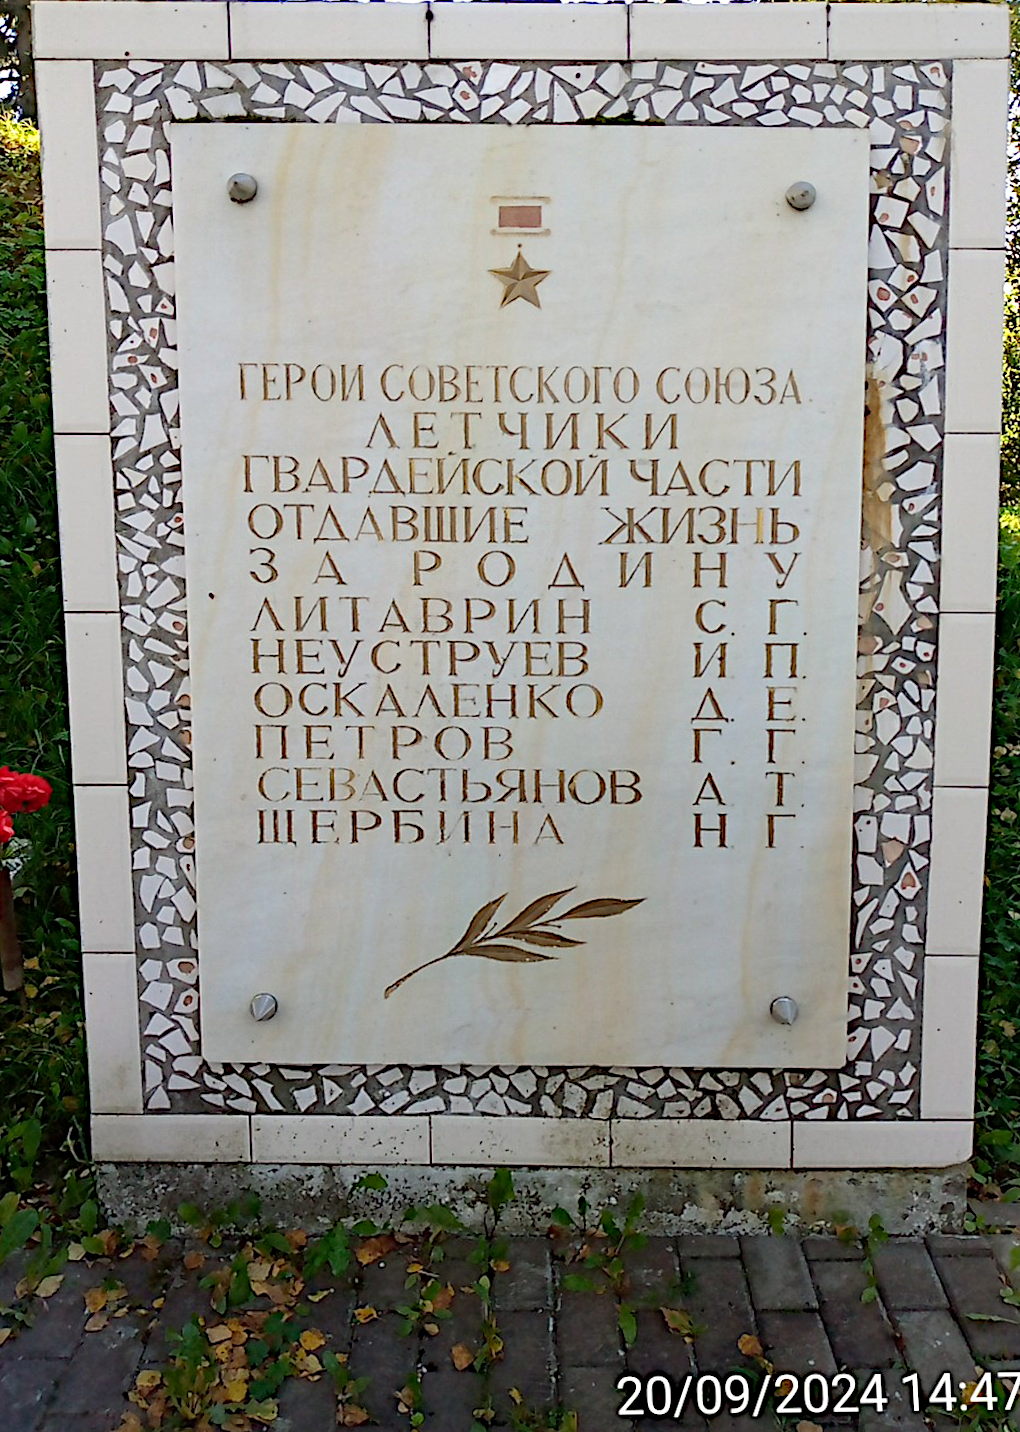 ГЕРОИ СОВЕТСКОГО СОЮЗА
ЛЕТЧИКИ
ГВАРДЕЙСКОЙ ЧАСТИ
ОТДАВШИЕ ЖИЗНЬ
ЗА РОДИНУ
ЛИТАВРИН С. Г.
НЕУСТРУЕВ И. П.
ОСКАЛЕНКО Д. Е.
ПЕТРОВ Г. Г.
СЕВАСТЬЯНОВ А. Т.
ЩЕРБИНА Н Г
20/09/2024 14:47